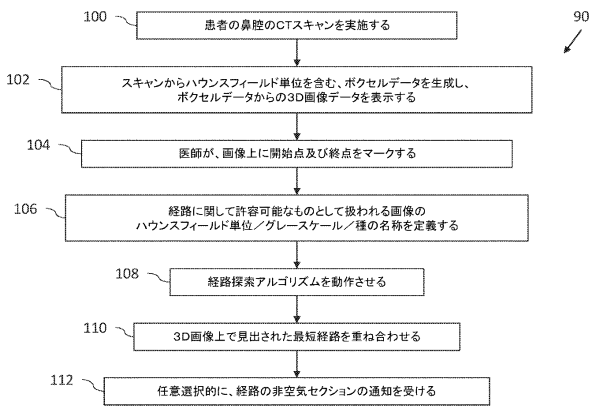 90
100
患者の鼻腔のCTスキャンを実施する
102
スキャンからハウンスフィールド単位を含む、ボクセルデータを生成し、
ボクセルデータからの3D画像データを表示する
104
医師が、画像上に開始点及び終点をマークする
106
経路に関して許容可能なものとして扱われる画像の
ハウンスフィールド単位／グレースケール／種の名称を定義する
108
経路探索アルゴリズムを動作させる
110
3D画像上で見出された最短経路を重ね合わせる
112
任意選択的に、経路の非空気セクションの通知を受ける